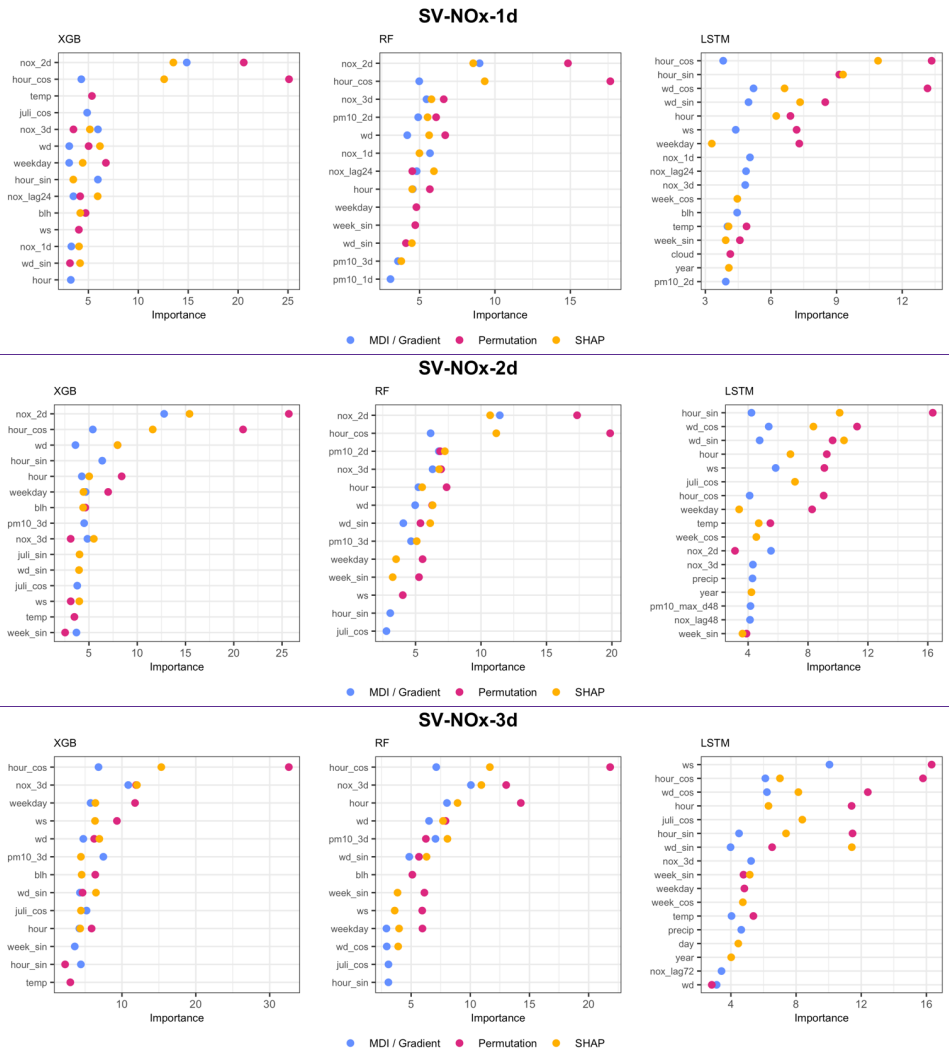 SV-NOx-1d
XGB
nox_2d
hour_cos
temp
juli_cos
nox_3d
wd
weekday
hour_sin
nox_lag24
blh
ws
nox_1d
wd_sin
hour
5 10 15 20 25
Importance
RF
nox_2d
hour_cos
nox_3d
pm10_2d
wd
nox_1d
nox_lag24
hour
weekday
week_sin
wd_sin
pm10_3d
pm10_1d
5 10 15
Importance
LSTM
hour_cos
hour_sin
wd_cos
wd_sin
hour
ws
weekday
nox_1d
nox_lag24
nox_3d
week_cos
blh
temp
week_sin
cloud
year
pm10_2d
3 6 9 12
Importance
MDI / Gradient Permutation SHAP
SV-NOx-2d
XGB
nox_2d
hour_cos
wd
hour_sin
hour
weekday
blh
pm10_3d
nox_3d
juli_sin
wd_sin
juli_cos
ws
temp
week_sin
5 10 15 20 25
Importance
RF
nox_2d
hour_cos
pm10_2d
nox_3d
hour
wd
wd_sin
pm10_3d
weekday
week_sin
ws
hour_sin
juli_cos
5 10 15 20
Importance
LSTM
hour_sin
wd_cos
wd_sin
hour
ws
juli_cos
hour_cos
weekday
temp
week_cos
nox_2d
nox_3d
precip
year
pm10_max_d48
nox_lag48
week_sin
4 8 12 16
Importance
MDI / Gradient Permutation SHAP
SV-NOx-3d
XGB
hour_cos
nox_3d
weekday
ws
wd
pm10_3d
blh
wd_sin
juli_cos
hour
week_sin
hour_sin
temp
10 20 30
Importance
RF
hour_cos
nox_3d
hour
wd
pm10_3d
wd_sin
blh
week_sin
ws
weekday
wd_cos
juli_cos
hour_sin
5 10 15 20
Importance
LSTM
ws
hour_cos
wd_cos
hour
juli_cos
hour_sin
wd_sin
nox_3d
week_sin
weekday
week_cos
temp
precip
day
year
nox_lag72
wd
4 8 12 16
Importance
MDI / Gradient Permutation SHAP